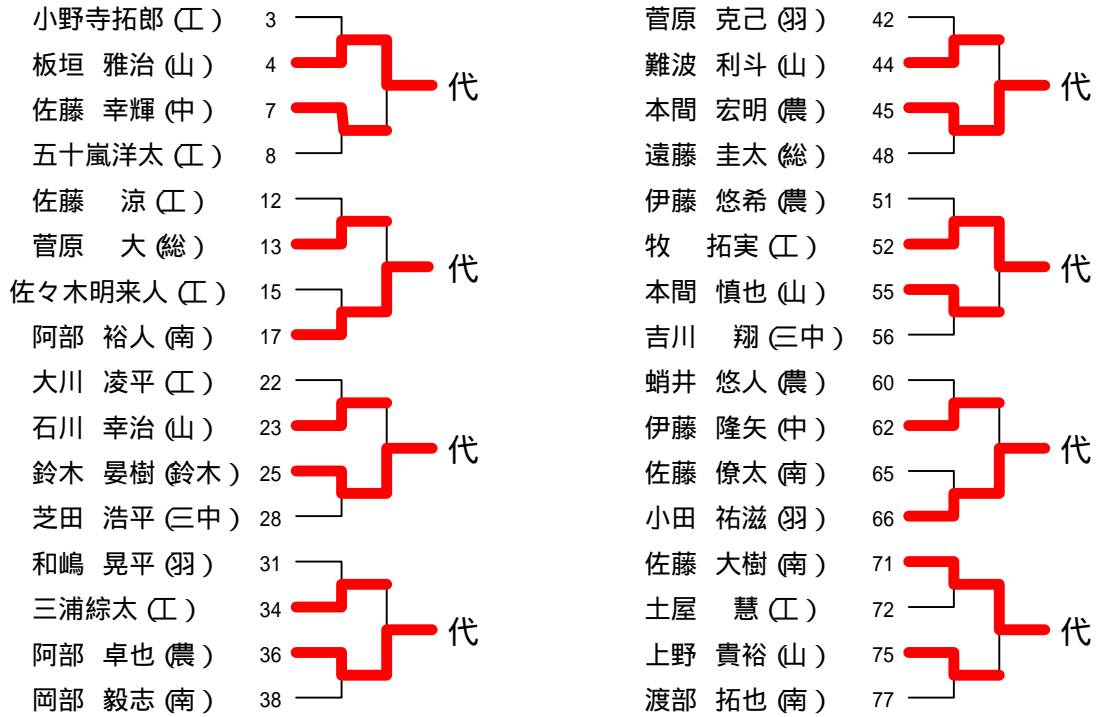 小野寺拓郎 (工) 3
板垣 雅治 (山) 4
代
佐藤 幸輝 (中) 7
五十嵐洋太 (工) 8
佐藤 涼 (工) 12
菅原 大 (総) 13
代
佐々木明来人 (工) 15
阿部 裕人 (南) 17
大川 凌平 (工) 22
石川 幸治 (山) 23
代
鈴木 晏樹 (鈴木) 25
芝田 浩平 (三中) 28
和嶋 晃平 (羽) 31
三浦綜太 (工) 34
代
阿部 卓也 (農) 36
岡部 毅志 (南) 38
菅原 克己 (羽) 42
難波 利斗 (山) 44
代
本間 宏明 (農) 45
遠藤 圭太 (総) 48
伊藤 悠希 (農) 51
牧 拓実 (工) 52
代
本間 慎也 (山) 55
吉川 翔 (三中) 56
蛸井 悠人 (農) 60
伊藤 隆矢 (中) 62
代
佐藤 僚太 (南) 65
小田 祐滋 (羽) 66
佐藤 大樹 (南) 71
土屋 慧 (工) 72
代
上野 貴裕 (山) 75
渡部 拓也 (南) 77